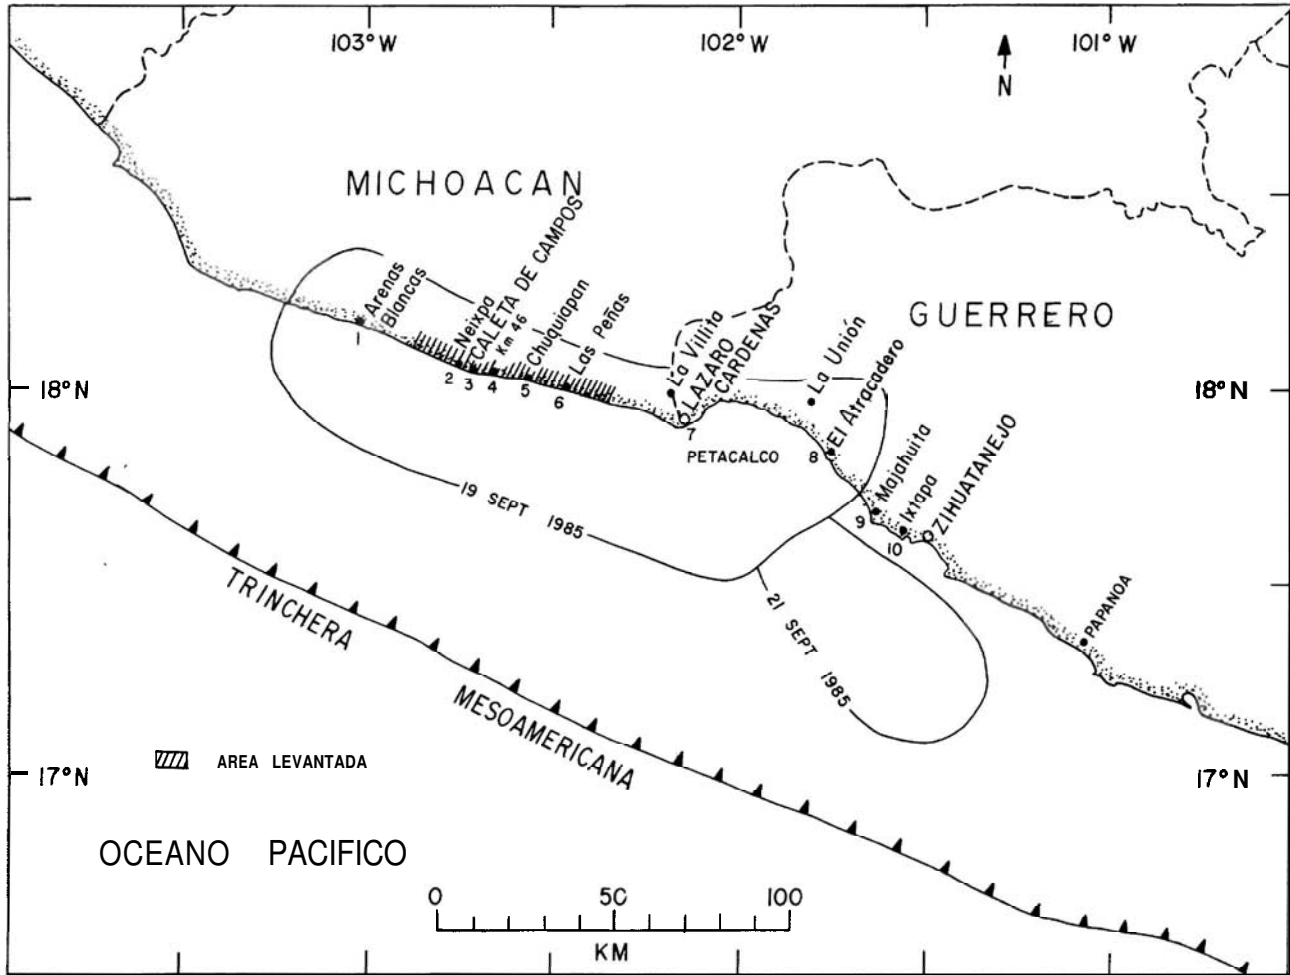 103°W
102°W
101°W
N
MICHOACAN
GUERRERO
Arenas
Blancas
Neixpa
CALETA DE CAMPOS
Km 46
Chuquiapan
Las Peñas
La Villita
LAZARO
CARDENAS
La Unión
El Atracadero
Majahuita
Ixtapa
ZIHUATANEJO
PAPANOA
1
2
3
4
5
6
7
8
9
10
PETACALCO
18°N
18°N
19 SEPT 1985
21 SEPT 1985
TRINCHERA
MESOAMERICANA
AREA LEVANTADA
17°N
17°N
OCEANO PACIFICO
0 50 100
KM